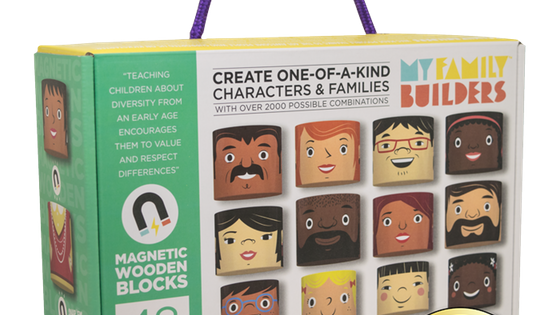 "TEACHING
CHILDREN ABOUT
DIVERSITY FROM
AN EARLY AGE
ENCOURAGES
THEM TO VALUE
AND RESPECT
DIFFERENCES"
MAGNETIC
WOODEN
BLOCKS
CREATE ONE-OF-A-KIND
CHARACTERS & FAMILIES
WITH OVER 2000 POSSIBLE COMBINATIONS
MY FAMILY
BUILDERS